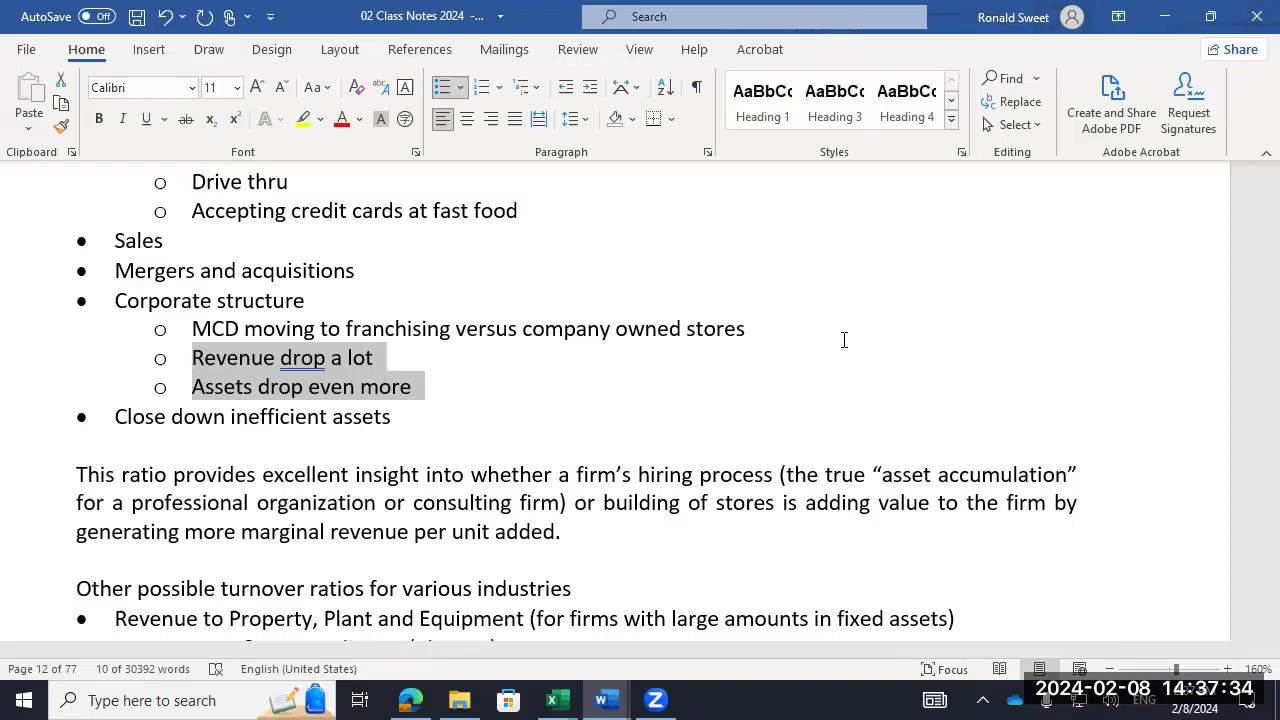 AutoSave Off 02 Class Notes 2024 -... Search Ronald Sweet
File Home Insert Draw Design Layout References Mailings Review View Help Acrobat Share
Paste Calibri 11 AaBbCc AaBbCc AaBbCc Find Replace Select
Heading 1 Heading 3 Heading 4 Create and Share Adobe PDF Request Signatures
Clipboard Font Paragraph Styles Editing Adobe Acrobat
o Drive thru
o Accepting credit cards at fast food
• Sales
• Mergers and acquisitions
• Corporate structure
o MCD moving to franchising versus company owned stores
o Revenue drop a lot
o Assets drop even more
• Close down inefficient assets
This ratio provides excellent insight into whether a firm’s hiring process (the true “asset accumulation”
for a professional organization or consulting firm) or building of stores is adding value to the firm by
generating more marginal revenue per unit added.
Other possible turnover ratios for various industries
• Revenue to Property, Plant and Equipment (for firms with large amounts in fixed assets)
Page 12 of 77 10 of 30392 words English (United States) Focus 160%
Type here to search ENG 2024-02-08 14:37:34
2/8/2024